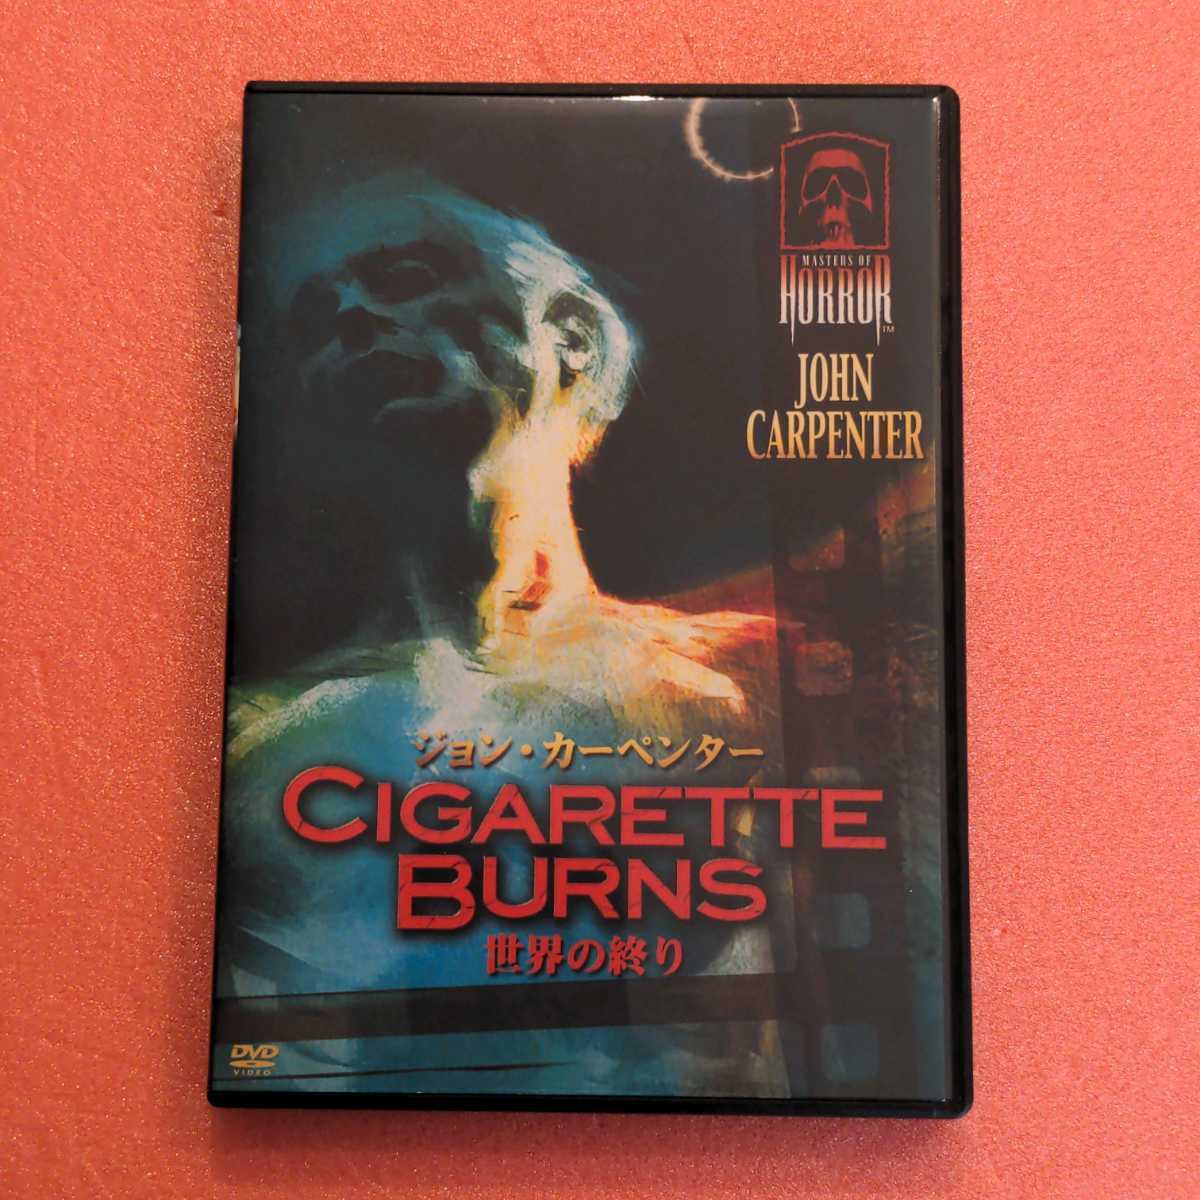 MASTERS OF
HORROR
TM
JOHN
CARPENTER
ジョン・カーペンター
CIGARETTE
BURNS
世界の終り
DVD
VIDEO